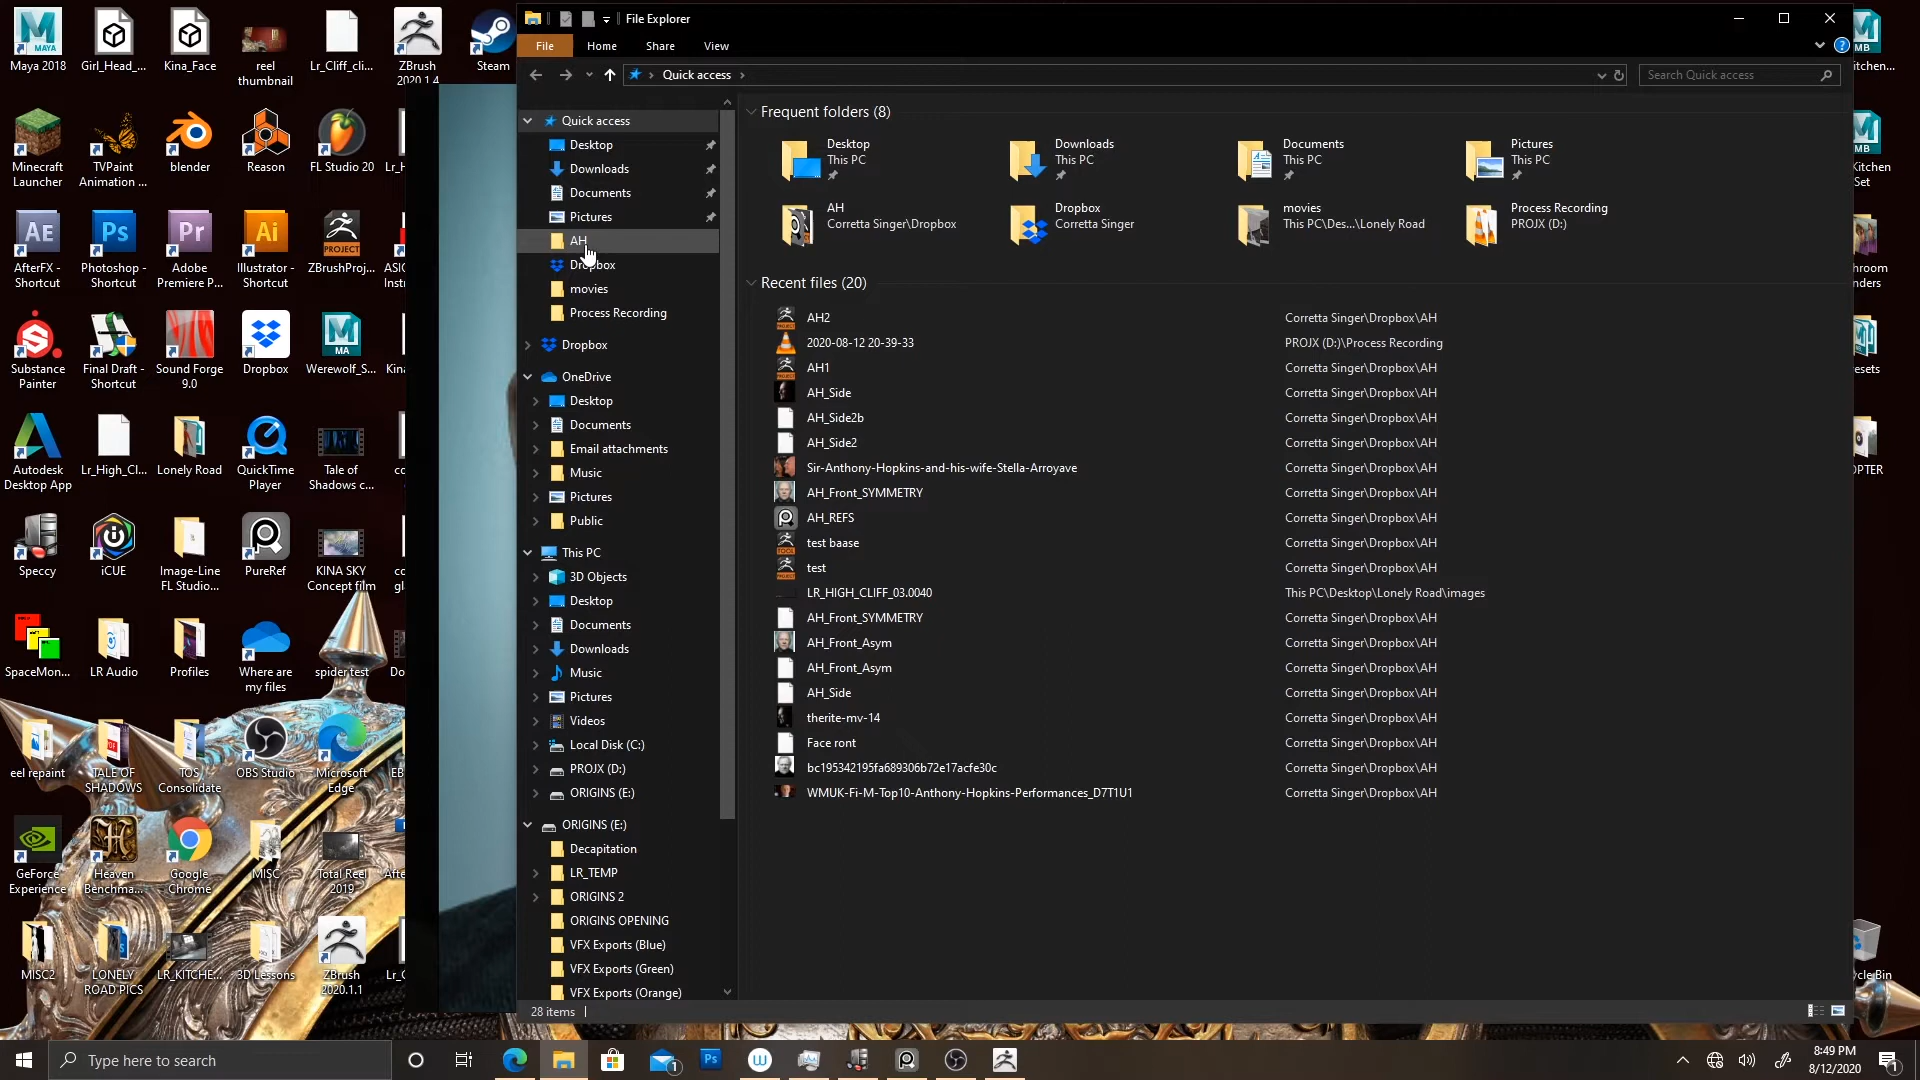 File Explorer
File
Home
Share
View
Quick access
Search Quick access
Quick access
Desktop
Downloads
Documents
Pictures
AH
Dropbox
movies
Process Recording
Dropbox
OneDrive
Desktop
Documents
Email attachments
Music
Pictures
Public
This PC
3D Objects
Desktop
Documents
Downloads
Music
Pictures
Videos
Local Disk (C:)
PROJX (D:)
ORIGINS (E:)
ORIGINS (E:)
Decapitation
LR_TEMP
ORIGINS 2
ORIGINS OPENING
VFX Exports (Blue)
VFX Exports (Green)
VFX Exports (Orange)
28 items
Frequent folders (8)
Desktop
This PC
Downloads
This PC
Documents
This PC
Pictures
This PC
AH
Corretta Singer\Dropbox
Dropbox
Corretta Singer
movies
This PC\Des...\Lonely Road
Process Recording
PROJX (D:)
Recent files (20)
AH2 Corretta Singer\Dropbox\AH
2020-08-12 20-39-33 PROJX (D:)\Process Recording
AH1 Corretta Singer\Dropbox\AH
AH_Side Corretta Singer\Dropbox\AH
AH_Side2b Corretta Singer\Dropbox\AH
AH_Side2 Corretta Singer\Dropbox\AH
Sir-Anthony-Hopkins-and-his-wife-Stella-Arroyave Corretta Singer\Dropbox\AH
AH_Front_SYMMETRY Corretta Singer\Dropbox\AH
AH_REFS Corretta Singer\Dropbox\AH
test baase Corretta Singer\Dropbox\AH
test Corretta Singer\Dropbox\AH
LR_HIGH_CLIFF_03.0040 This PC\Desktop\Lonely Road\images
AH_Front_SYMMETRY Corretta Singer\Dropbox\AH
AH_Front_Asym Corretta Singer\Dropbox\AH
AH_Front_Asym Corretta Singer\Dropbox\AH
AH_Side Corretta Singer\Dropbox\AH
therite-mv-14 Corretta Singer\Dropbox\AH
Face ront Corretta Singer\Dropbox\AH
bc195342195fa689306b72e17acfe30c Corretta Singer\Dropbox\AH
WMUK-Fi-M-Top10-Anthony-Hopkins-Performances_D7T1U1 Corretta Singer\Dropbox\AH
Maya 2018
Girl_Head_...
Kina_Face
reel
thumbnail
Lr_Cliff_cli...
ZBrush
2020.1.4
Steam
Minecraft
Launcher
TVPaint
Animation ...
blender
Reason
FL Studio 20
AfterFX -
Shortcut
Photoshop -
Shortcut
Adobe
Premiere P...
Illustrator -
Shortcut
ZBrushProj...
Substance
Painter
Final Draft -
Shortcut
Sound Forge
9.0
Dropbox
Werewolf_S...
Autodesk
Desktop App
Lr_High_Cl...
Lonely Road
QuickTime
Player
Tale of
Shadows c...
Speccy
iCUE
Image-Line
FL Studio...
PureRef
KINA SKY
Concept film
SpaceMon...
LR Audio
Profiles
Where are
my files
spider test
eel repaint
TALE OF
SHADOWS
TOS
Consolidate
OBS Studio
Microsoft
Edge
GeForce
Experience
Heaven
Benchma...
Google
Chrome
MISC
Total Reel
2019
MISC2
LONELY
ROAD PICS
LR_KITCHE...
3D Lessons
ZBrush
2020.1.1
Type here to search
8:49 PM
8/12/2020